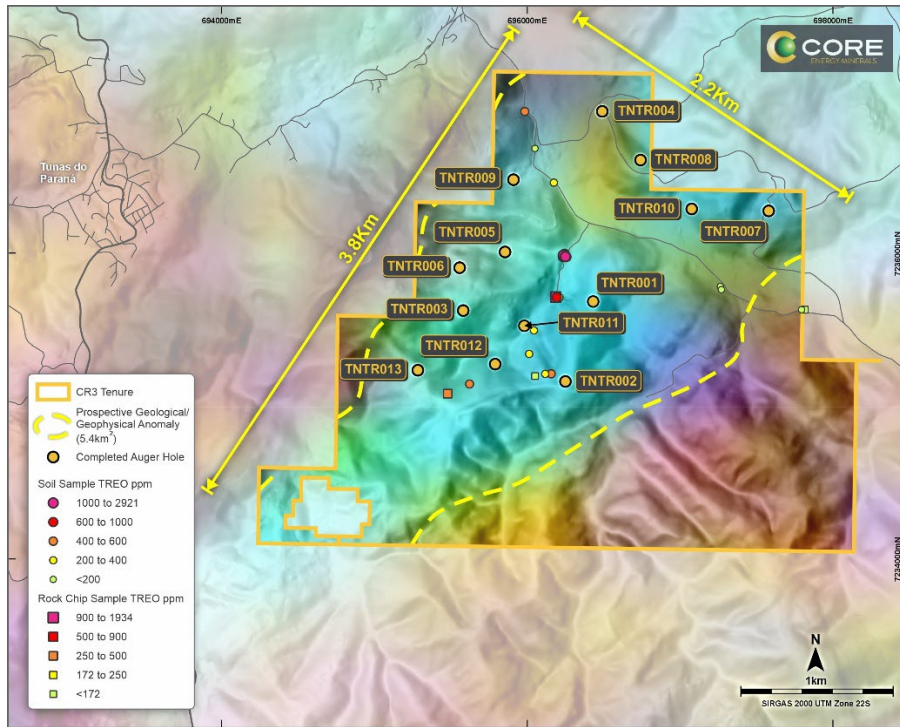 694000mE
696000mE
698000mE
CORE
ENERGY MINERALS
2.2Km
3.8Km
Tunas do
Paraná
TNTR004
TNTR008
TNTR009
TNTR010
TNTR007
TNTR005
TNTR006
7236000mN
TNTR001
TNTR003
TNTR011
TNTR012
TNTR013
TNTR002
CR3 Tenure
Prospective Geological/
Geophysical Anomaly
(5.4km²)
Completed Auger Hole
Soil Sample TREO ppm
1000 to 2921
600 to 1000
400 to 600
200 to 400
<200
Rock Chip Sample TREO ppm
900 to 1934
500 to 900
250 to 500
172 to 250
<172
7234000mN
N
1km
SIRGAS 2000 UTM Zone 22S